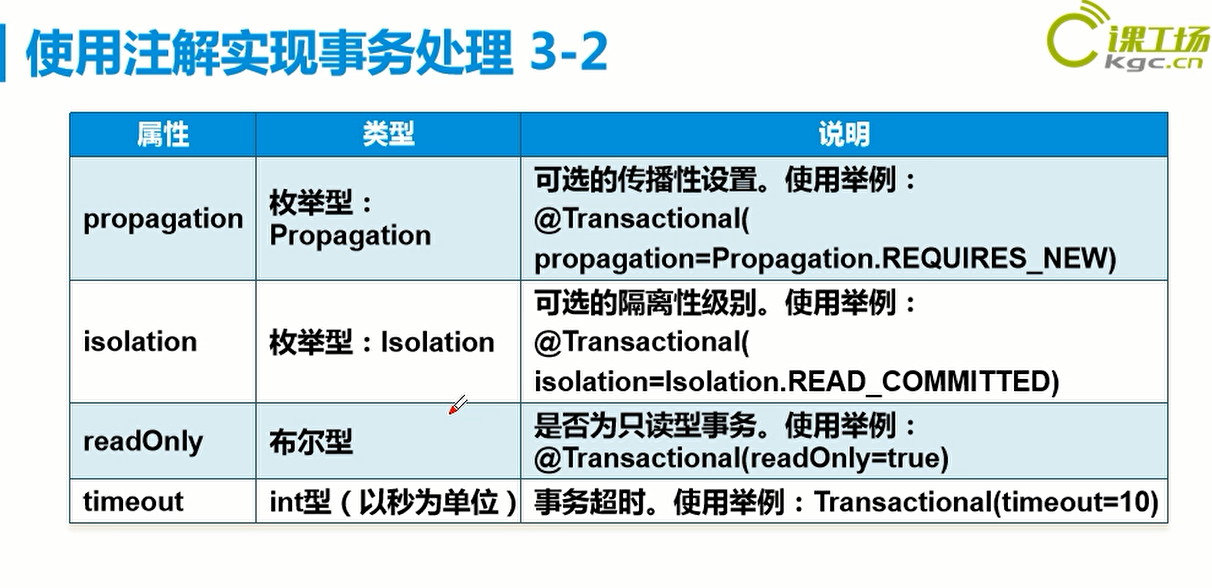 使用注解实现事务处理 3-2
课工场
kgc.cn
属性
类型
说明
propagation
枚举型：
Propagation
可选的传播性设置。使用举例：
@Transactional(
propagation=Propagation.REQUIRES_NEW)
isolation
枚举型：Isolation
可选的隔离性级别。使用举例：
@Transactional(
isolation=Isolation.READ_COMMITTED)
readOnly
布尔型
是否为只读型事务。使用举例：
@Transactional(readOnly=true)
timeout
int型（以秒为单位）
事务超时。使用举例：Transactional(timeout=10)